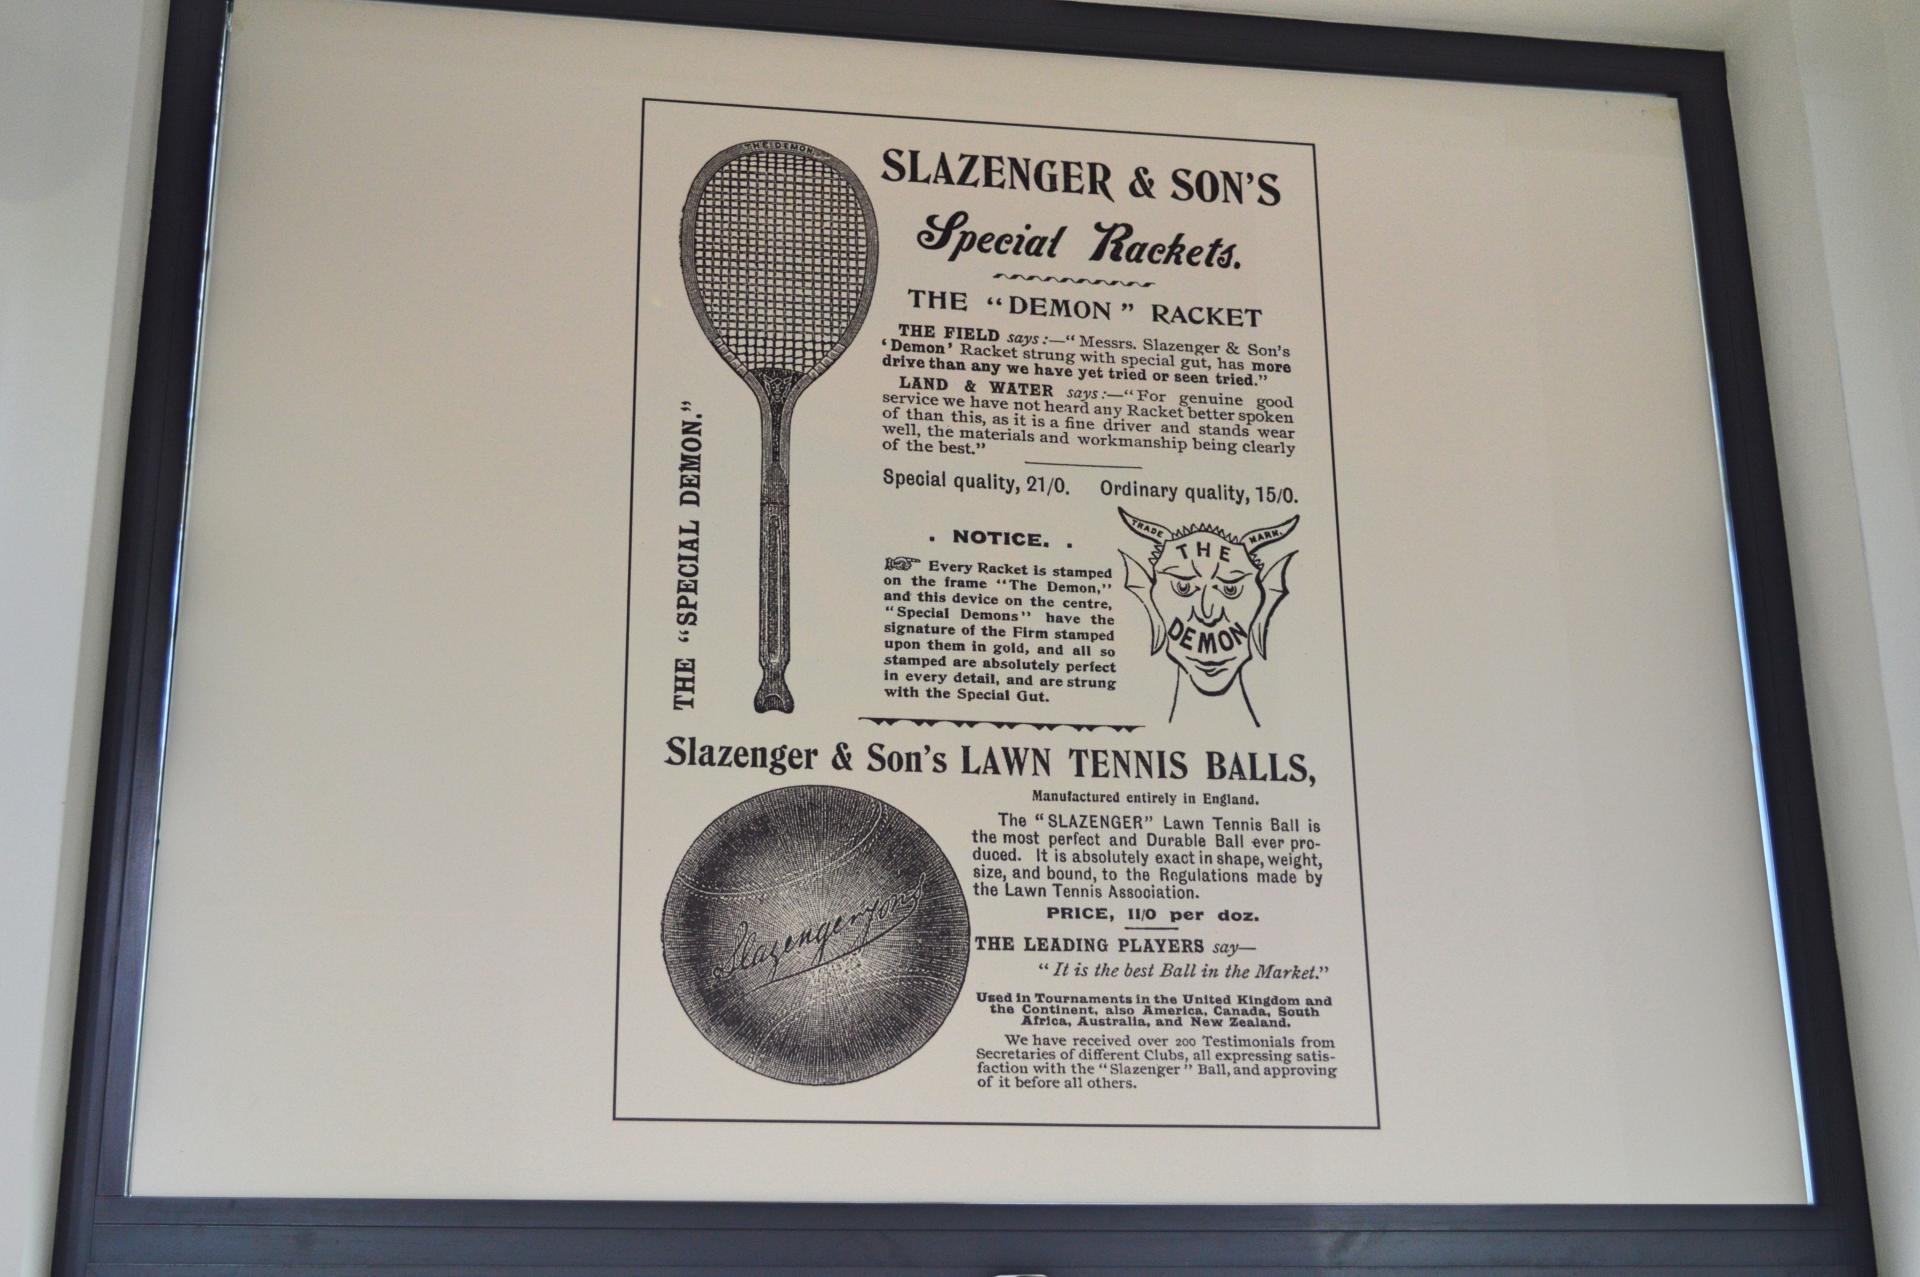 THE DEMON.
THE "SPECIAL DEMON."
SLAZENGER & SON'S
Special Rackets.
THE "DEMON" RACKET
THE FIELD says:—"Messrs. Slazenger & Son's
'Demon' Racket strung with special gut, has more
drive than any we have yet tried or seen tried."
LAND & WATER says:—"For genuine good
service we have not heard any Racket better spoken
of than this, as it is a fine driver and stands wear
well, the materials and workmanship being clearly
of the best."
Special quality, 21/0. Ordinary quality, 15/0.
. NOTICE. .
☞ Every Racket is stamped
on the frame "The Demon,"
and this device on the centre,
"Special Demons" have the
signature of the Firm stamped
upon them in gold, and all so
stamped are absolutely perfect
in every detail, and are strung
with the Special Gut.
TRADE MARK.
THE
DEMON
Slazenger & Son's LAWN TENNIS BALLS,
Slazenger & Sons
Manufactured entirely in England.
The "SLAZENGER" Lawn Tennis Ball is
the most perfect and Durable Ball ever pro-
duced. It is absolutely exact in shape, weight,
size, and bound, to the Regulations made by
the Lawn Tennis Association.
PRICE, 11/0 per doz.
THE LEADING PLAYERS say—
"It is the best Ball in the Market."
Used in Tournaments in the United Kingdom and
the Continent, also America, Canada, South
Africa, Australia, and New Zealand.
We have received over 200 Testimonials from
Secretaries of different Clubs, all expressing satis-
faction with the "Slazenger" Ball, and approving
of it before all others.